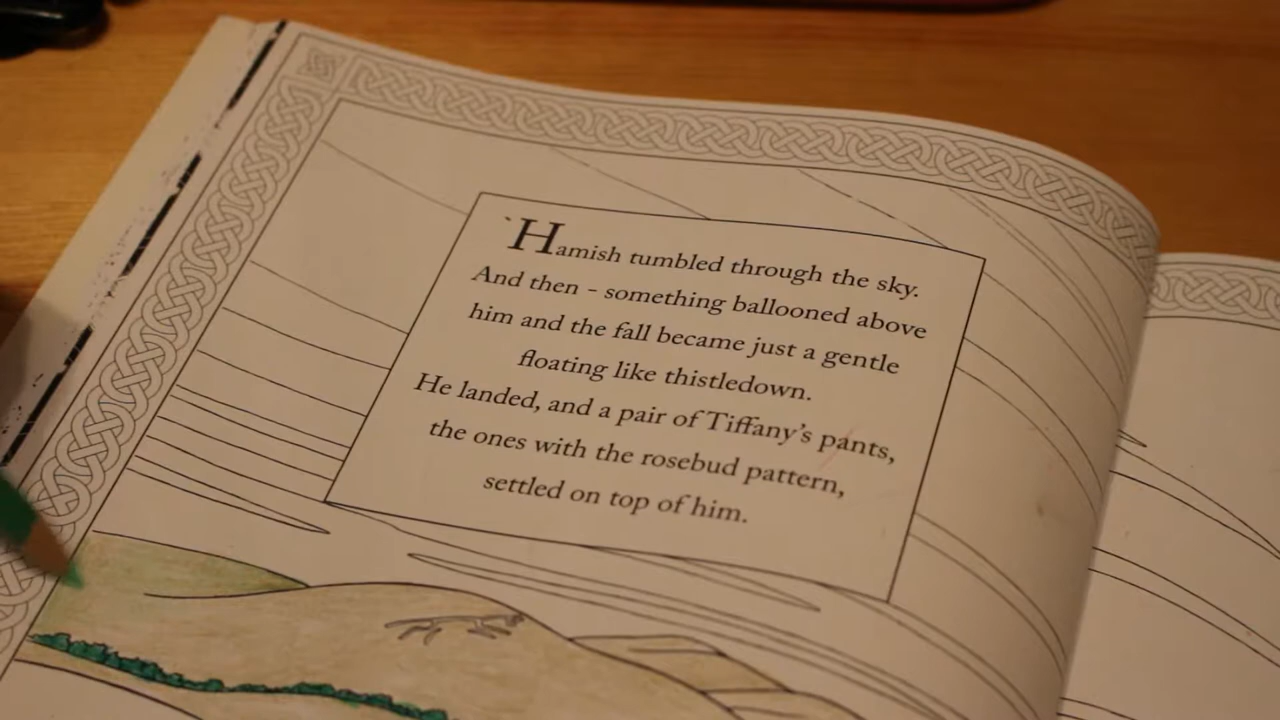 ‘Hamish tumbled through the sky.
And then – something ballooned above
him and the fall became just a gentle
floating like thistledown.
He landed, and a pair of Tiffany’s pants,
the ones with the rosebud pattern,
settled on top of him.